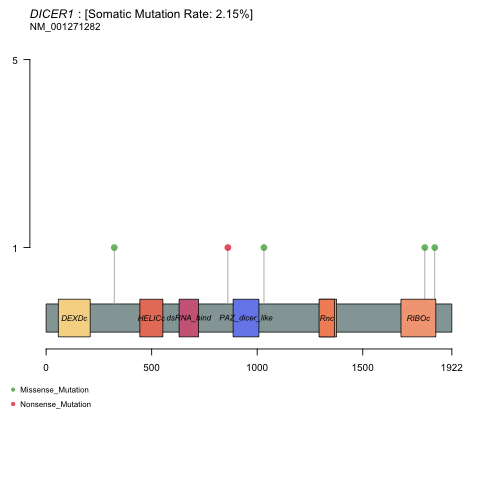 DICER1 : [Somatic Mutation Rate: 2.15%]
NM_001271282
5
1
DEXDc HELICc dsRNA_bind PAZ_dicer_like Rnc RIBOc
0 500 1000 1500 1922
Missense_Mutation
Nonsense_Mutation